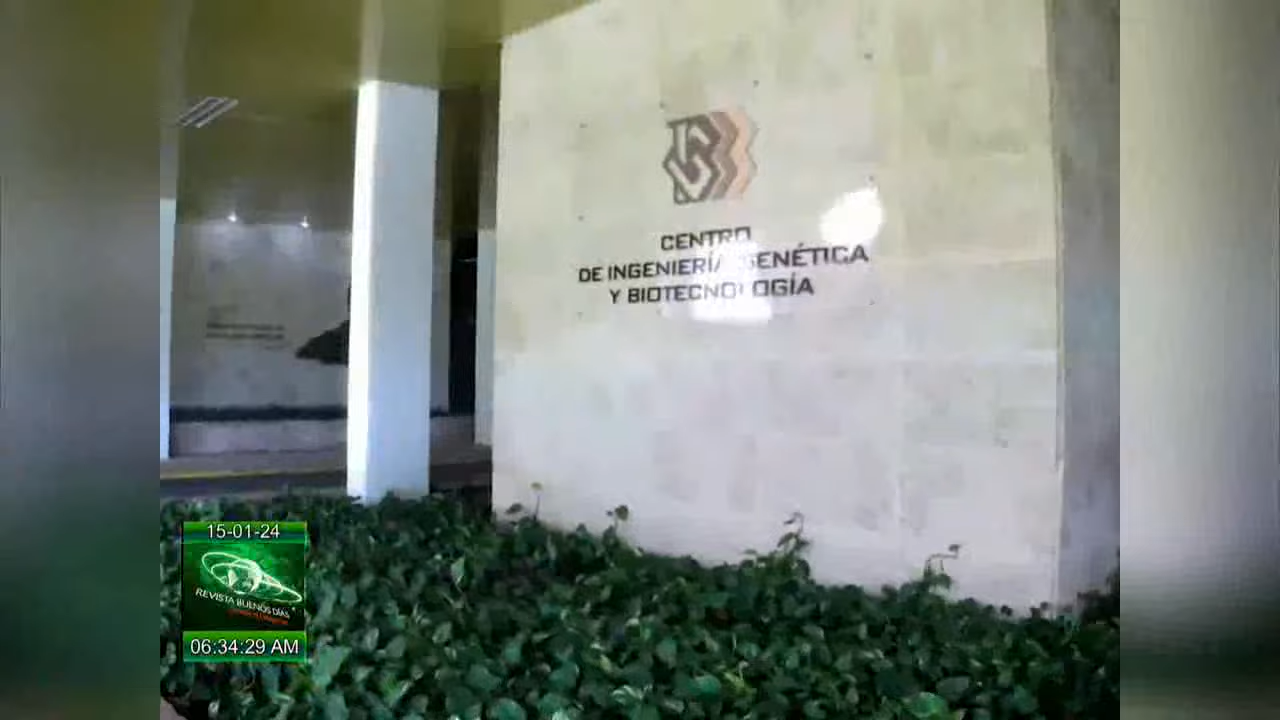 CENTRO
DE INGENIERÍA GENÉTICA
Y BIOTECNOLOGÍA
15-01-24
REVISTA BUENOS DÍAS
06:34:29 AM